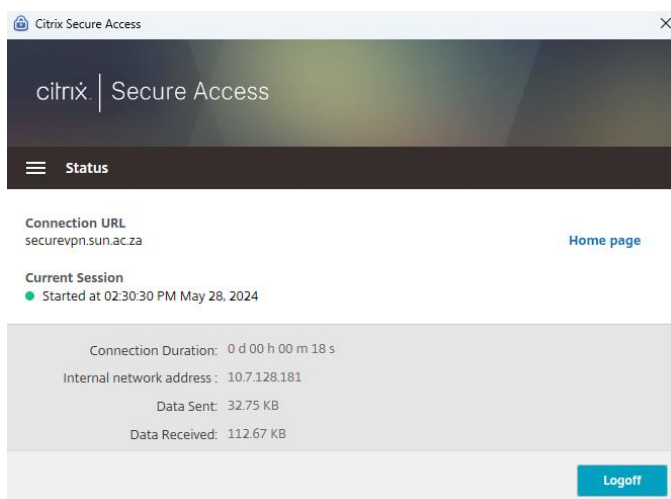 Citrix Secure Access
citrix. Secure Access
Status
Connection URL
securevpn.sun.ac.za
Home page
Current Session
Started at 02:30:30 PM May 28, 2024
Connection Duration: 0 d 00 h 00 m 18 s
Internal network address : 10.7.128.181
Data Sent: 32.75 KB
Data Received: 112.67 KB
Logoff